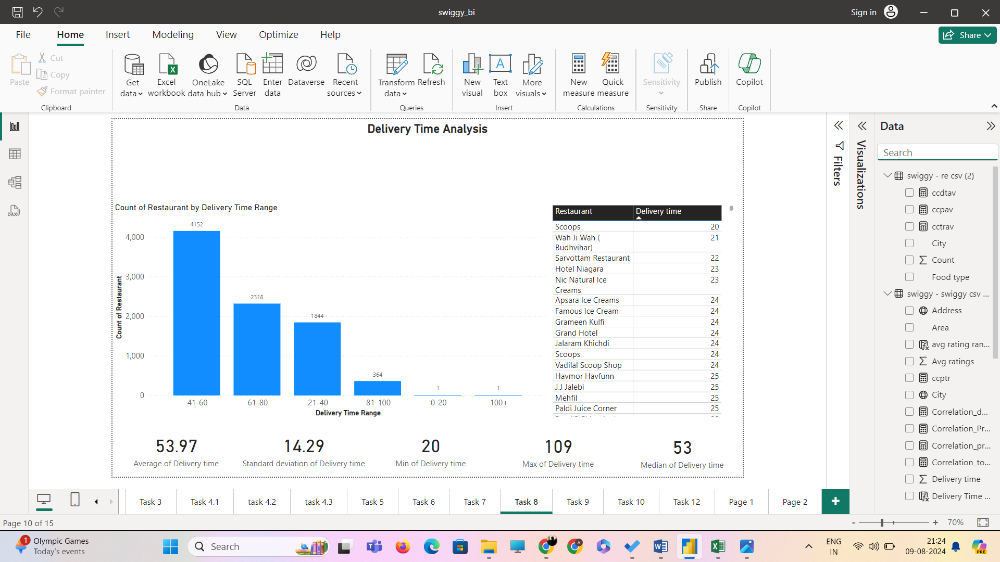 swiggy_bi
Sign in
File Home Insert Modeling View Optimize Help
Share
Paste
Cut
Copy
Format painter
Clipboard
Get data
Excel workbook
OneLake data hub
SQL Server
Enter data
Dataverse
Recent sources
Data
Transform data
Refresh
Queries
New visual
Text box
More visuals
Insert
New measure
Quick measure
Calculations
Sensitivity
Sensitivity
Publish
Share
Copilot
Copilot
Delivery Time Analysis
Count of Restaurant by Delivery Time Range
Count of Restaurant
4,000
3,000
2,000
1,000
0
4152
2318
1844
364
1
1
41-60 61-80 21-40 81-100 0-20 100+
Delivery Time Range
Restaurant Delivery time
Scoops 20
Wah Ji Wah ( 21
Budhvihar)
Sarvottam Restaurant 22
Hotel Niagara 23
Nic Natural Ice 23
Creams
Apsara Ice Creams 24
Famous Ice Cream 24
Grameen Kulfi 24
Grand Hotel 24
Jalaram Khichdi 24
Scoops 24
Vadilal Scoop Shop 24
Havmor Havfunn 25
J.J Jalebi 25
Mehfil 25
Paldi Juice Corner 25
53.97
Average of Delivery time
14.29
Standard deviation of Delivery time
20
Min of Delivery time
109
Max of Delivery time
53
Median of Delivery time
Filters
Visualizations
Data
Search
swiggy - re csv (2)
ccdtav
ccpav
cctrav
City
Count
Food type
swiggy - swiggy csv ...
Address
Area
avg rating ran...
Avg ratings
ccptr
City
Correlation_d...
Correlation_Pr...
Correlation_pr...
Correlation_to...
Delivery time
Delivery Time ...
Task 3 Task 4.1 task 4.2 task 4.3 Task 5 Task 6 Task 7 Task 8 Task 9 Task 10 Task 12 Page 1 Page 2
Page 10 of 15
- + 70%
1
Olympic Games
Today's events
Search
A
ENG
IN
21:24
09-08-2024
PRE